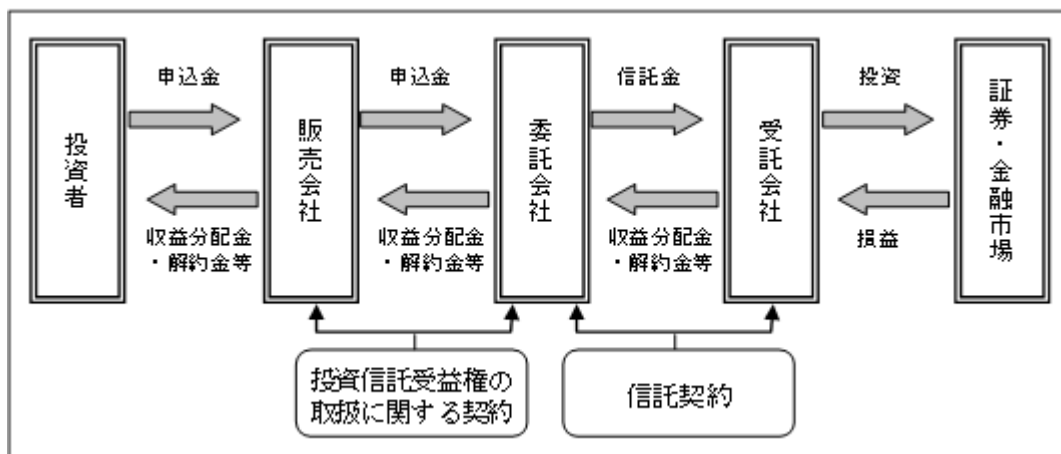 投資者
申込金
収益分配金
・解約金等
販売会社
申込金
収益分配金
・解約金等
委託会社
信託金
収益分配金
・解約金等
受託会社
投資
損益
証券・金融市場
投資信託受益権の
取扱に関する契約
信託契約